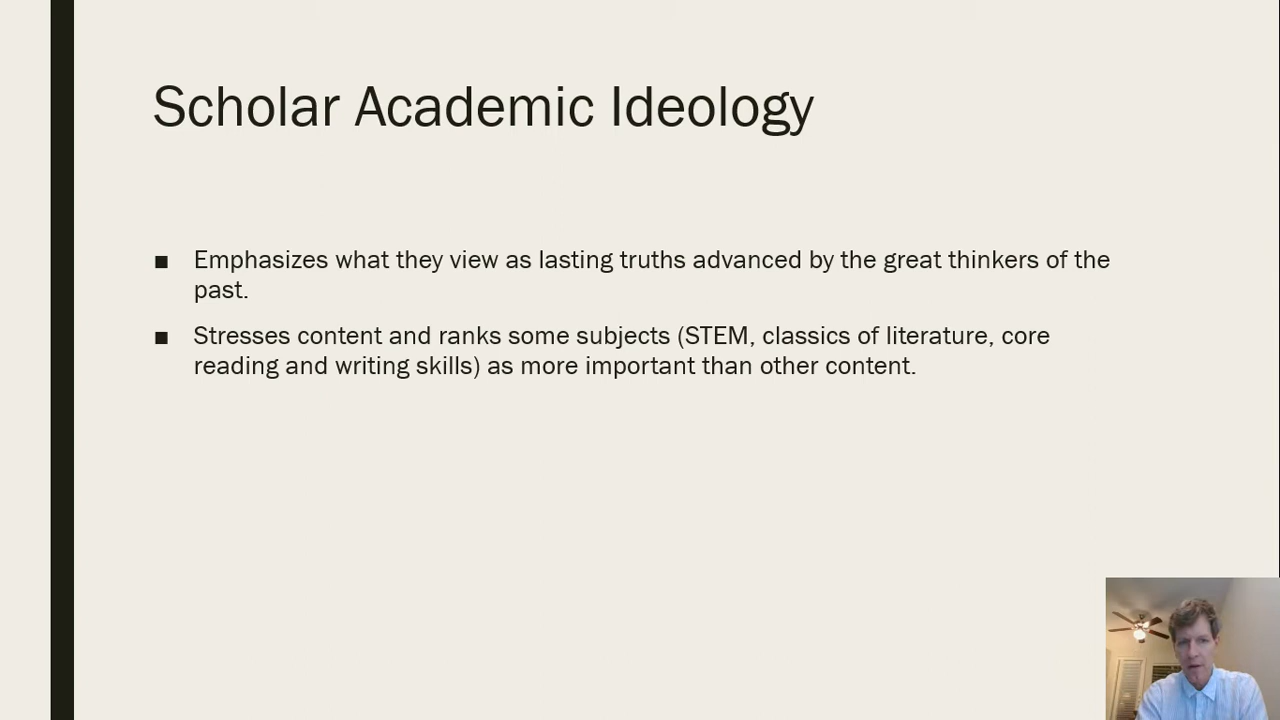 Scholar Academic Ideology
■ Emphasizes what they view as lasting truths advanced by the great thinkers of the
past.
■ Stresses content and ranks some subjects (STEM, classics of literature, core
reading and writing skills) as more important than other content.